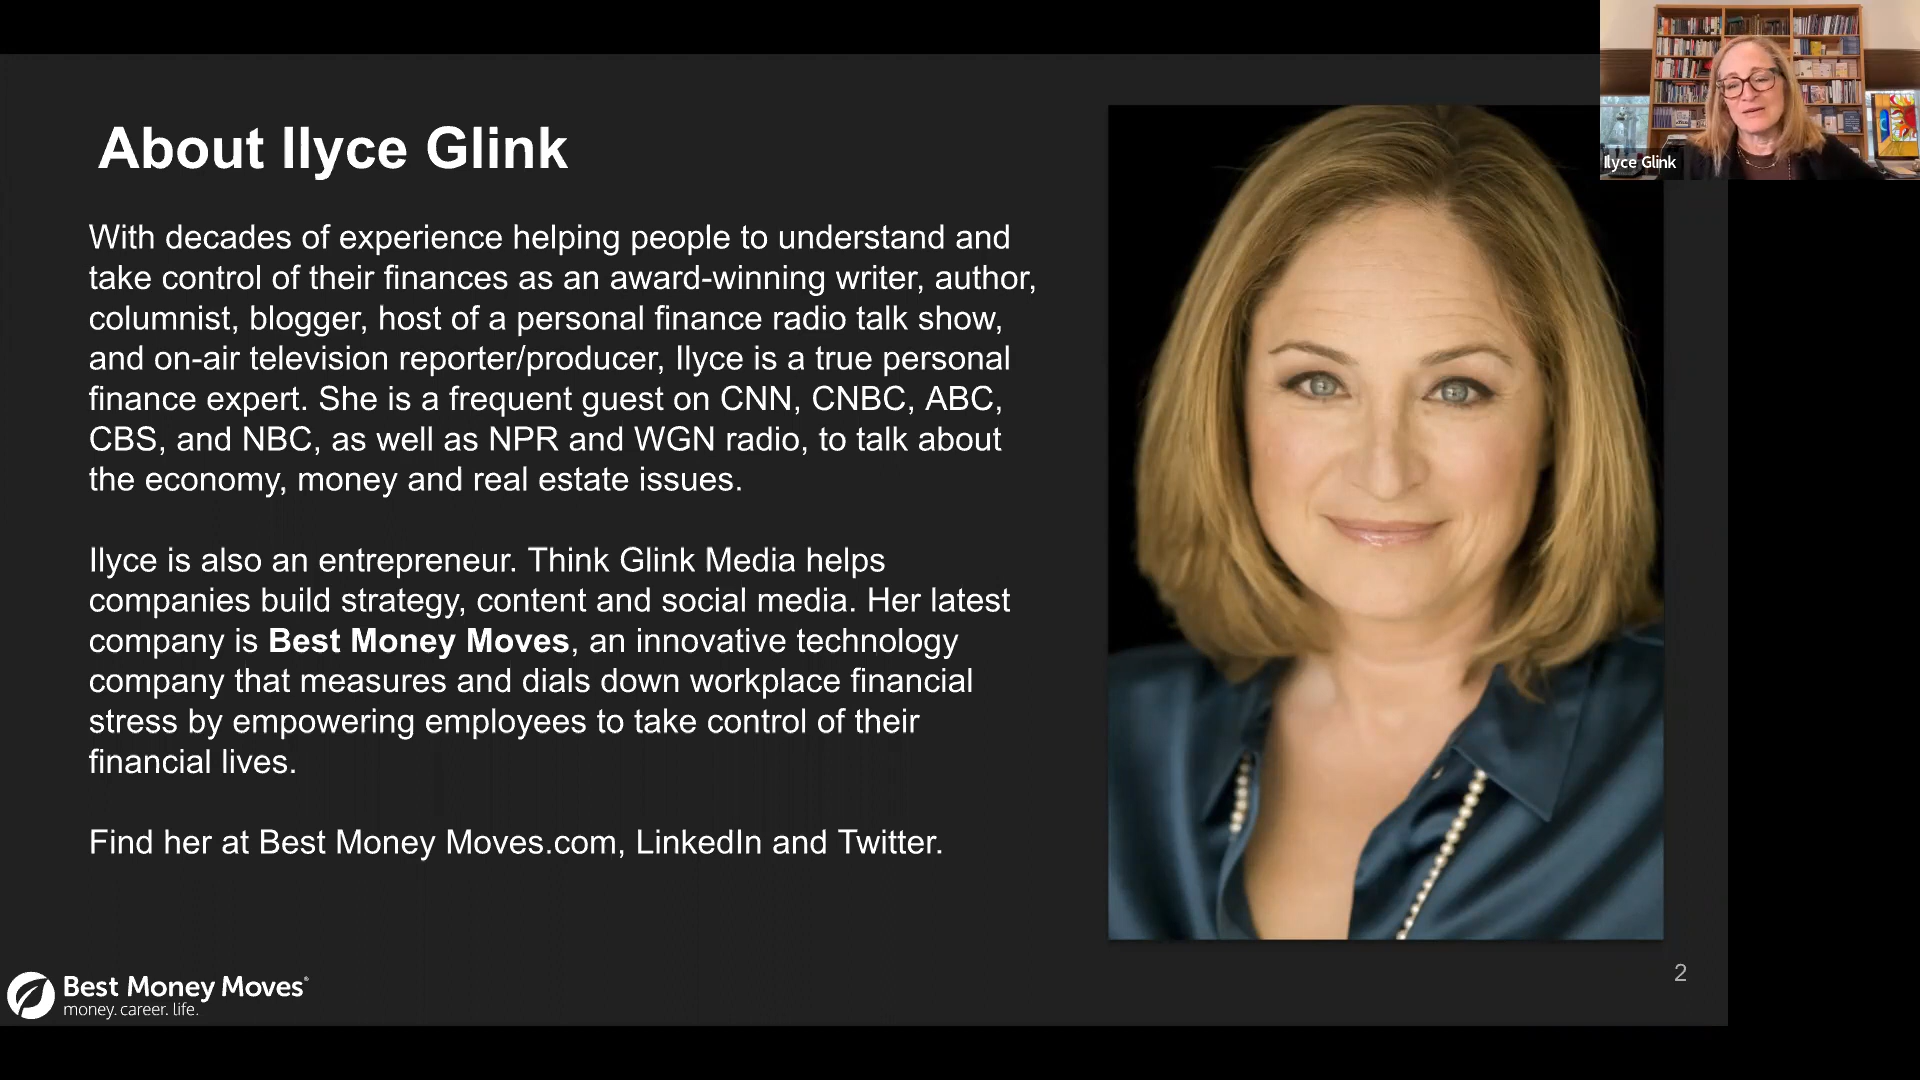 About Ilyce Glink
With decades of experience helping people to understand and
take control of their finances as an award-winning writer, author,
columnist, blogger, host of a personal finance radio talk show,
and on-air television reporter/producer, Ilyce is a true personal
finance expert. She is a frequent guest on CNN, CNBC, ABC,
CBS, and NBC, as well as NPR and WGN radio, to talk about
the economy, money and real estate issues.
Ilyce is also an entrepreneur. Think Glink Media helps
companies build strategy, content and social media. Her latest
company is Best Money Moves, an innovative technology
company that measures and dials down workplace financial
stress by empowering employees to take control of their
financial lives.
Find her at Best Money Moves.com, LinkedIn and Twitter.
Ilyce Glink
Best Money Moves®
money. career. life.
2